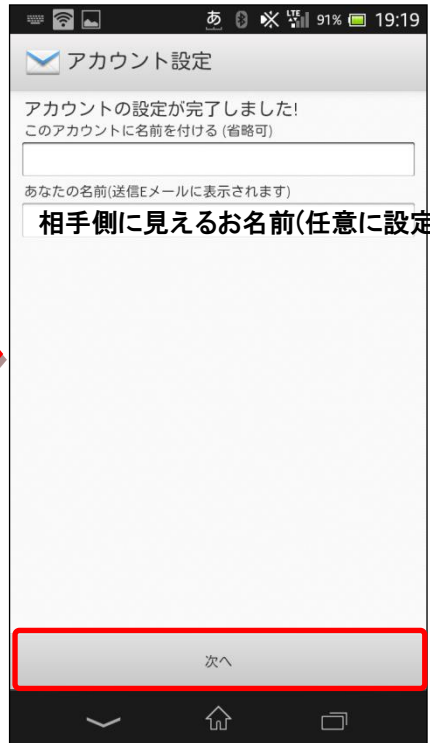 あ LTE 91% 19:19
アカウント設定
アカウントの設定が完了しました!
このアカウントに名前を付ける (省略可)
あなたの名前(送信Eメールに表示されます)
相手側に見えるお名前(任意に設定
次へ